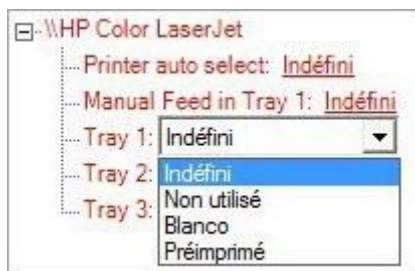 \\HP Color LaserJet
Printer auto select: Indéfini
Manual Feed in Tray 1: Indéfini
Tray 1: Indéfini
Tray 2: Indéfini
Non utilisé
Tray 3: Blanco
Préimprimé